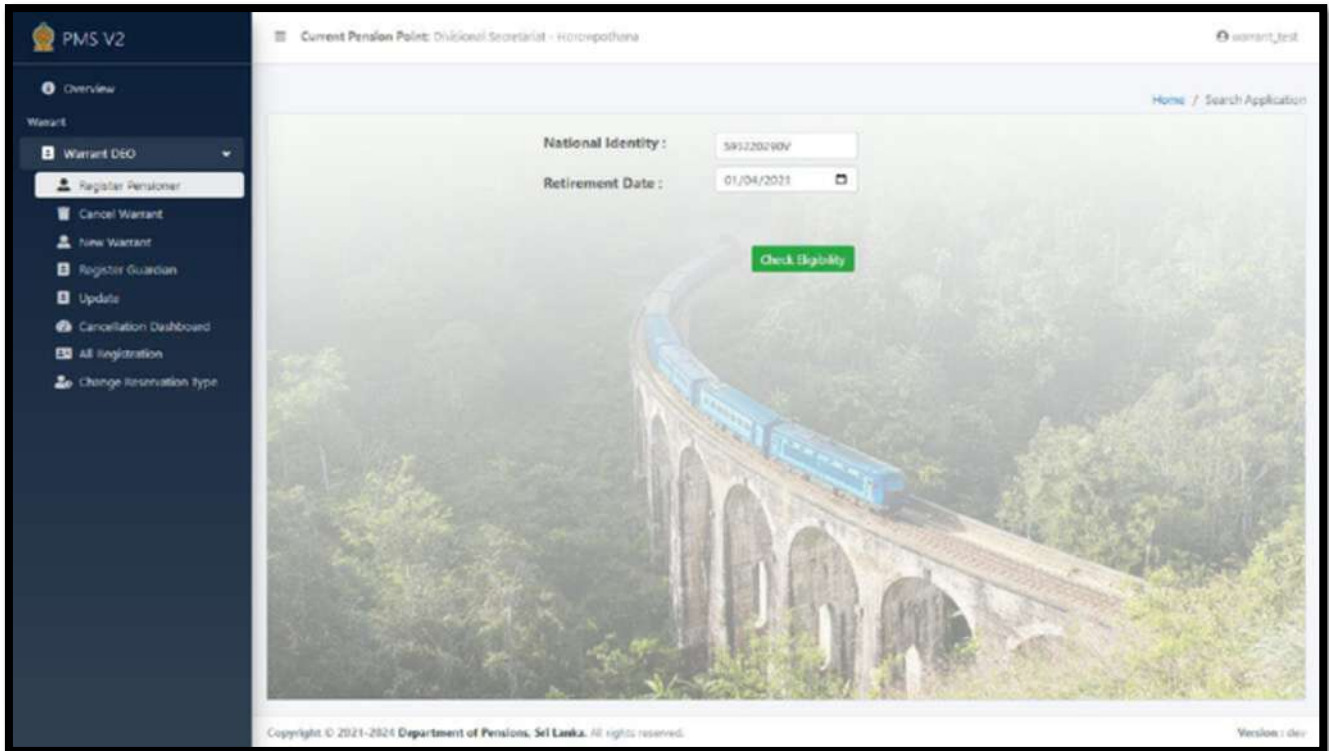 PMS V2
Current Pension Point: Divisional Secretariat - Horowpothana
warrant_test
Overview
Home / Search Application
Warrant
Warrant DEO
Register Pensioner
Cancel Warrant
New Warrant
Register Guardian
Update
Cancellation Dashboard
All Registration
Change Reservation Type
National Identity :
Retirement Date :
01/04/2021
Check Eligibility
Copyright © 2021-2024 Department of Pensions, Sri Lanka. All rights reserved.
Version : dev